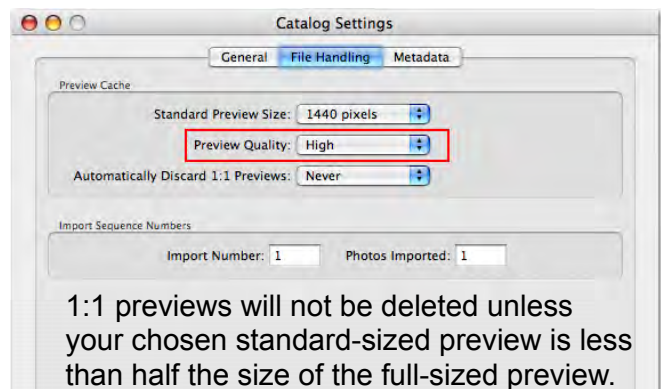 Catalog Settings
General File Handling Metadata
Preview Cache
Standard Preview Size: 1440 pixels
Preview Quality: High
Automatically Discard 1:1 Previews: Never
Import Sequence Numbers
Import Number: 1 Photos Imported: 1
1:1 previews will not be deleted unless
your chosen standard-sized preview is less
than half the size of the full-sized preview.